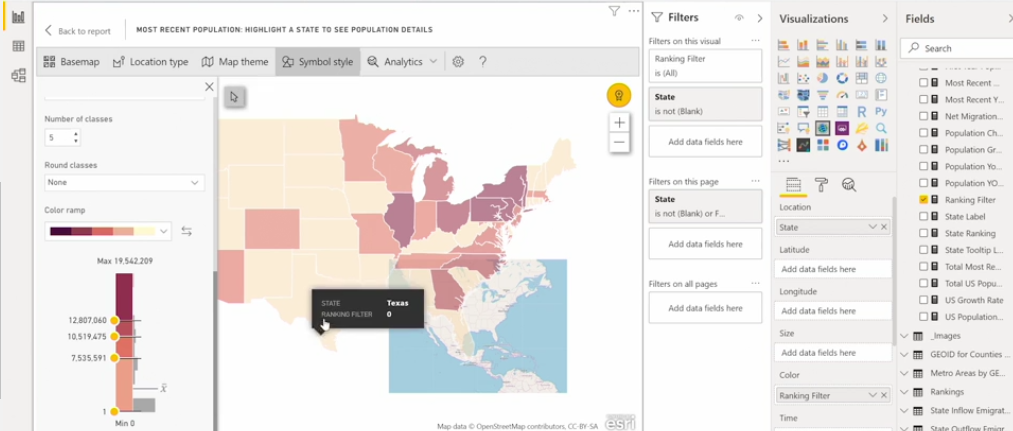 Back to report
MOST RECENT POPULATION: HIGHLIGHT A STATE TO SEE POPULATION DETAILS
Basemap
Location type
Map theme
Symbol style
Analytics
?
Number of classes
5
Round classes
None
Color ramp
Max 19,542,209
12,807,060
10,519,475
7,535,591
x̄
1
Min 0
STATE Texas
RANKING FILTER 0
+
−
Map data © OpenStreetMap contributors, CC-BY-SA
esri
Filters
Filters on this visual ...
Ranking Filter
is (All)
State
is not (Blank)
Add data fields here
Filters on this page ...
State
is not (Blank) or F...
Add data fields here
Filters on all pages ...
Add data fields here
Visualizations
R Py
...
Location
State
Latitude
Add data fields here
Longitude
Add data fields here
Size
Add data fields here
Color
Ranking Filter
Time
Fields
Search
Most Recent ...
Most Recent Y...
Net Migration...
Population Ch...
Population Gr...
Population Yo...
Population YO...
Ranking Filter
State Label
State Ranking
State Tooltip L...
Total Most Re...
Total US Popu...
US Growth Rate
US Population...
_Images
GEOID for Counties ...
Metro Areas by GE...
Rankings
State Inflow Emigrat...
State Outflow Emigr...